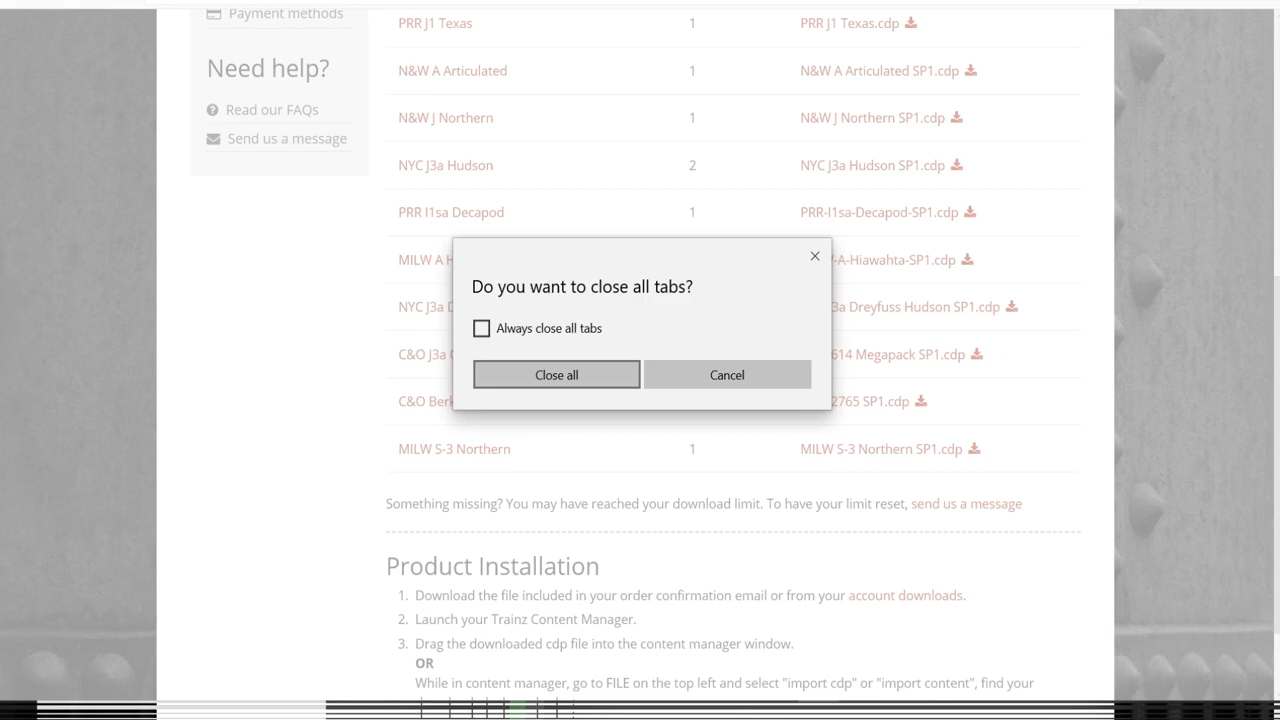 Payment methods
Need help?
Read our FAQs
Send us a message
PRR J1 Texas 1 PRR J1 Texas.cdp
N&W A Articulated 1 N&W A Articulated SP1.cdp
N&W J Northern 1 N&W J Northern SP1.cdp
NYC J3a Hudson 2 NYC J3a Hudson SP1.cdp
PRR I1sa Decapod 1 PRR-I1sa-Decapod-SP1.cdp
MILW A -A-Hiawahta-SP1.cdp
NYC J3a Dreyfuss Hudson SP1.cdp
C&O J3a 614 Megapack SP1.cdp
C&O 2765 SP1.cdp
MILW S-3 Northern 1 MILW S-3 Northern SP1.cdp
Do you want to close all tabs?
Always close all tabs
Close all Cancel
Something missing? You may have reached your download limit. To have your limit reset, send us a message
Product Installation
1. Download the file included in your order confirmation email or from your account downloads.
2. Launch your Trainz Content Manager.
3. Drag the downloaded cdp file into the content manager window.
OR
While in content manager, go to FILE on the top left and select "import cdp" or "import content", find your